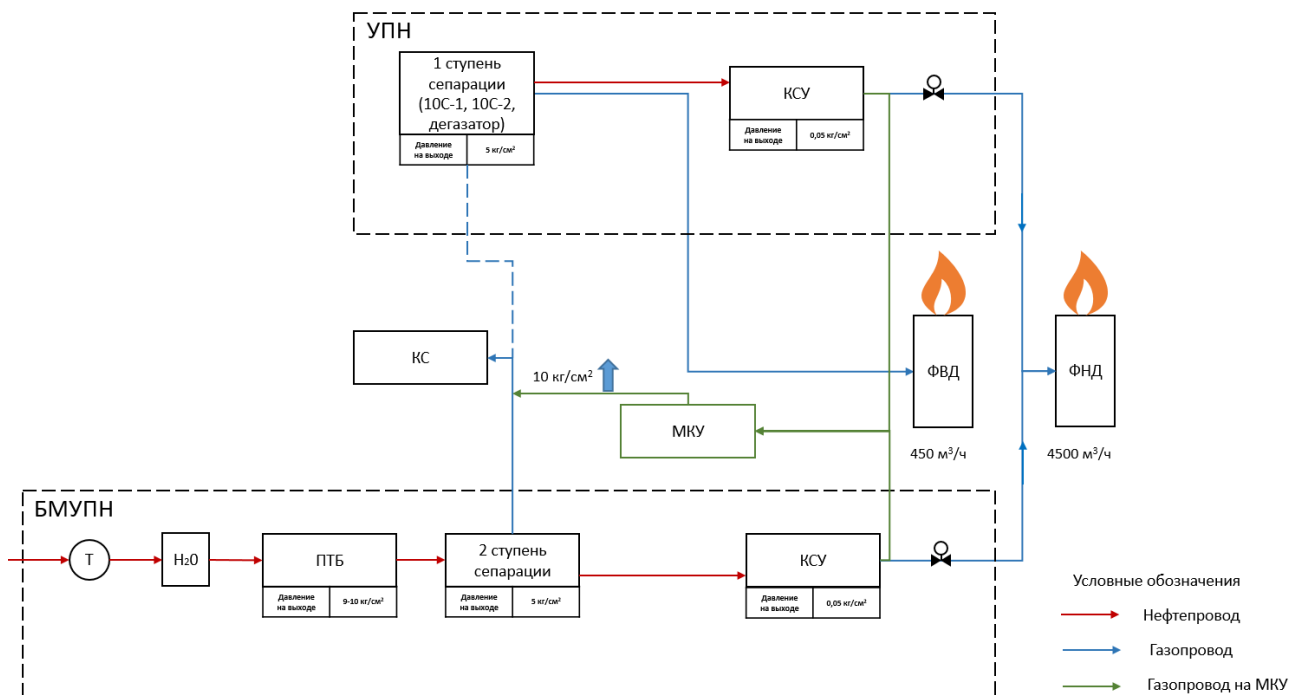 УПН
1 ступень
сепарации
(10С-1, 10С-2,
дегазатор)
Давление
на выходе
5 кг/см²
КСУ
Давление
на выходе
0,05 кг/см²
КС
10 кг/см²
МКУ
ФВД
450 м³/ч
ФНД
4500 м³/ч
БМУПН
Т
Н₂0
ПТБ
Давление
на выходе
9-10 кг/см²
2 ступень
сепарации
Давление
на выходе
5 кг/см²
КСУ
Давление
на выходе
0,05 кг/см²
Условные обозначения
Нефтепровод
Газопровод
Газопровод на МКУ